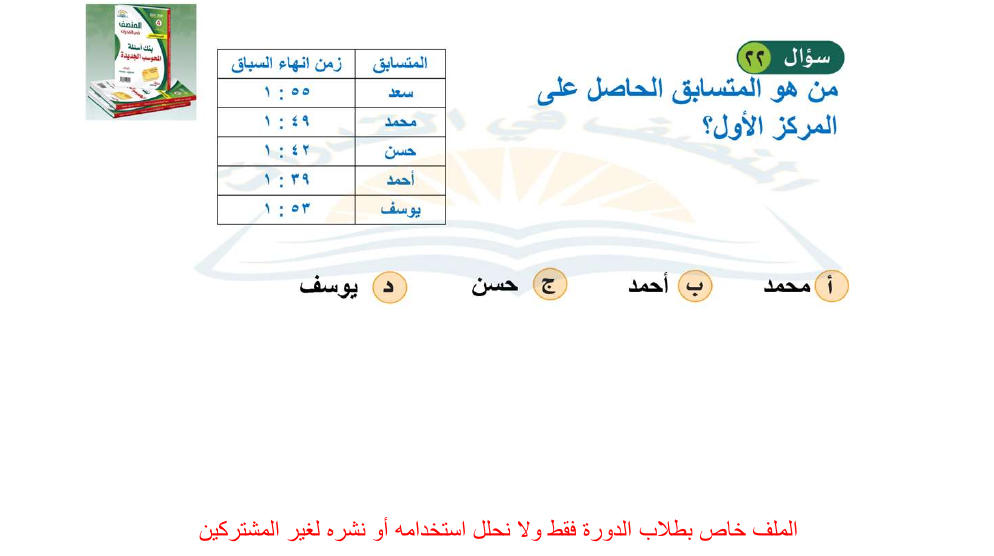 المنصف
بنك أسئلة
المحوسب الجديدة
سؤال ٢٢
من هو المتسابق الحاصل على
المركز الأول؟
المتسابق زمن انهاء السباق
سعد ١ : ٥٥
محمد ١ : ٤٩
حسن ١ : ٤٢
أحمد ١ : ٣٩
يوسف ١ : ٥٣
أ محمد ب أحمد ج حسن د يوسف
الملف خاص بطلاب الدورة فقط ولا نحلل استخدامه أو نشره لغير المشتركين